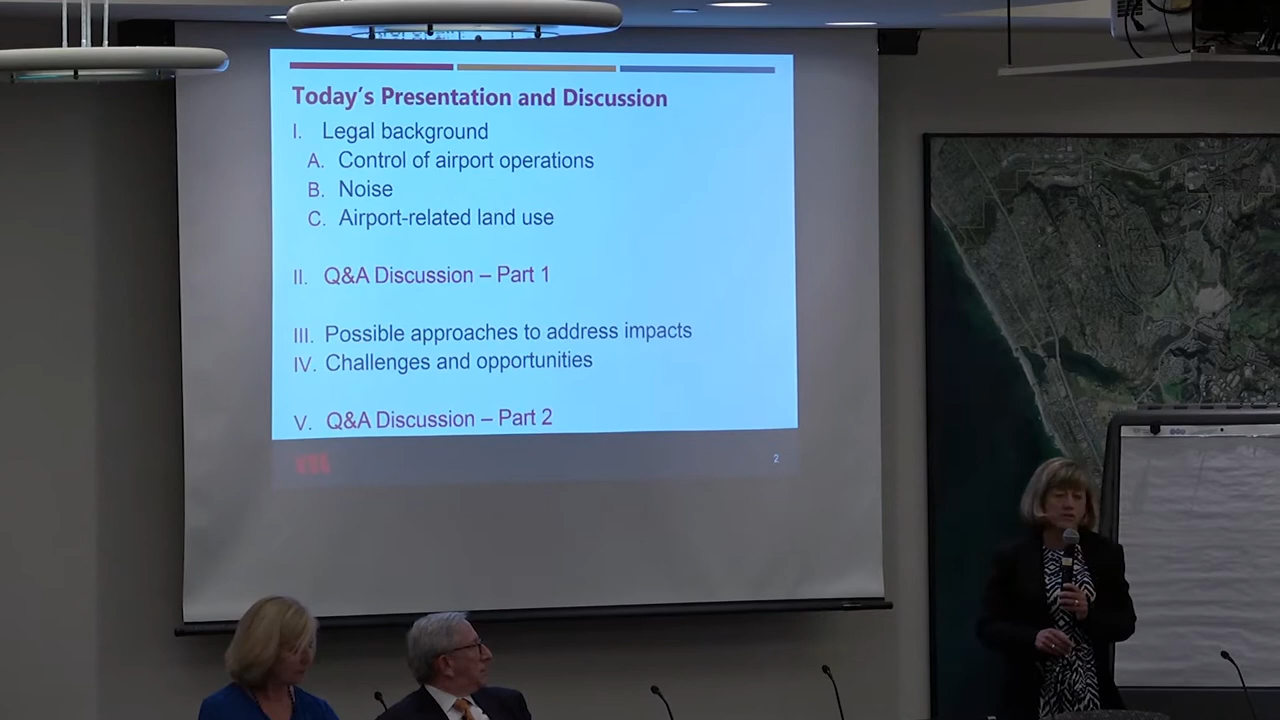 Today's Presentation and Discussion
I. Legal background
A. Control of airport operations
B. Noise
C. Airport-related land use
II. Q&A Discussion – Part 1
III. Possible approaches to address impacts
IV. Challenges and opportunities
V. Q&A Discussion – Part 2
2